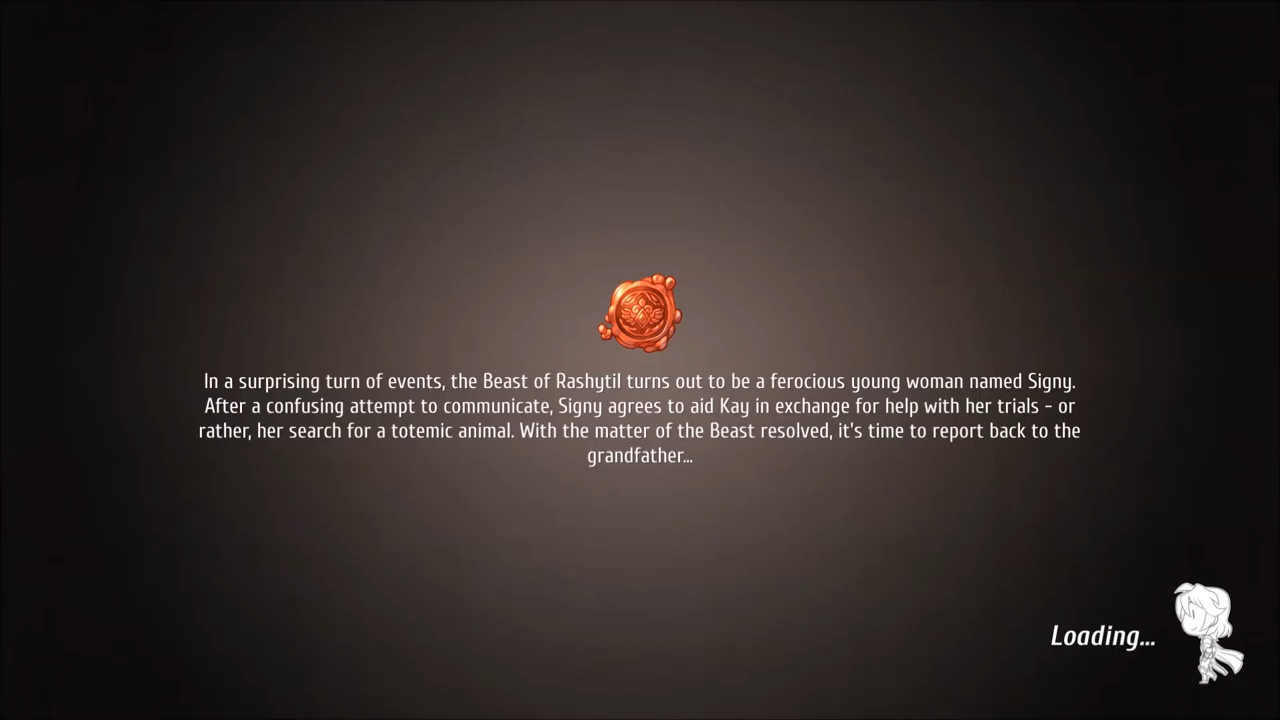 In a surprising turn of events, the Beast of Rashytil turns out to be a ferocious young woman named Signy.
After a confusing attempt to communicate, Signy agrees to aid Kay in exchange for help with her trials - or
rather, her search for a totemic animal. With the matter of the Beast resolved, it's time to report back to the
grandfather...
Loading...